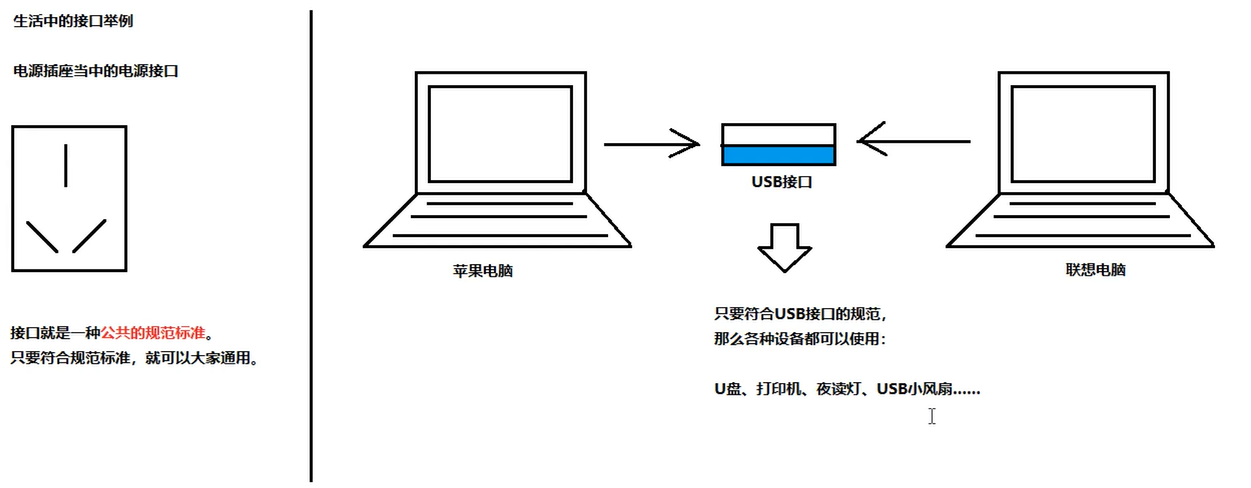 生活中的接口举例
电源插座当中的电源接口
接口就是一种公共的规范标准。
只要符合规范标准，就可以大家通用。
USB接口
苹果电脑
联想电脑
只要符合USB接口的规范，
那么各种设备都可以使用：
U盘、打印机、夜读灯、USB小风扇……